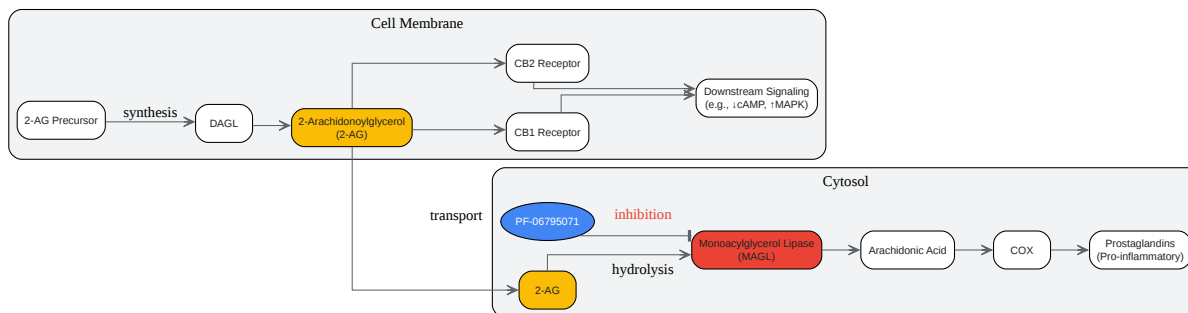 Cell Membrane
CB2 Receptor
Downstream Signaling
(e.g., ↓cAMP, ↑MAPK)
2-AG Precursor
synthesis
DAGL
2-Arachidonoylglycerol
(2-AG)
CB1 Receptor
Cytosol
transport
PF-06795071
inhibition
Monoacylglycerol Lipase
(MAGL)
Arachidonic Acid
COX
Prostaglandins
(Pro-inflammatory)
hydrolysis
2-AG